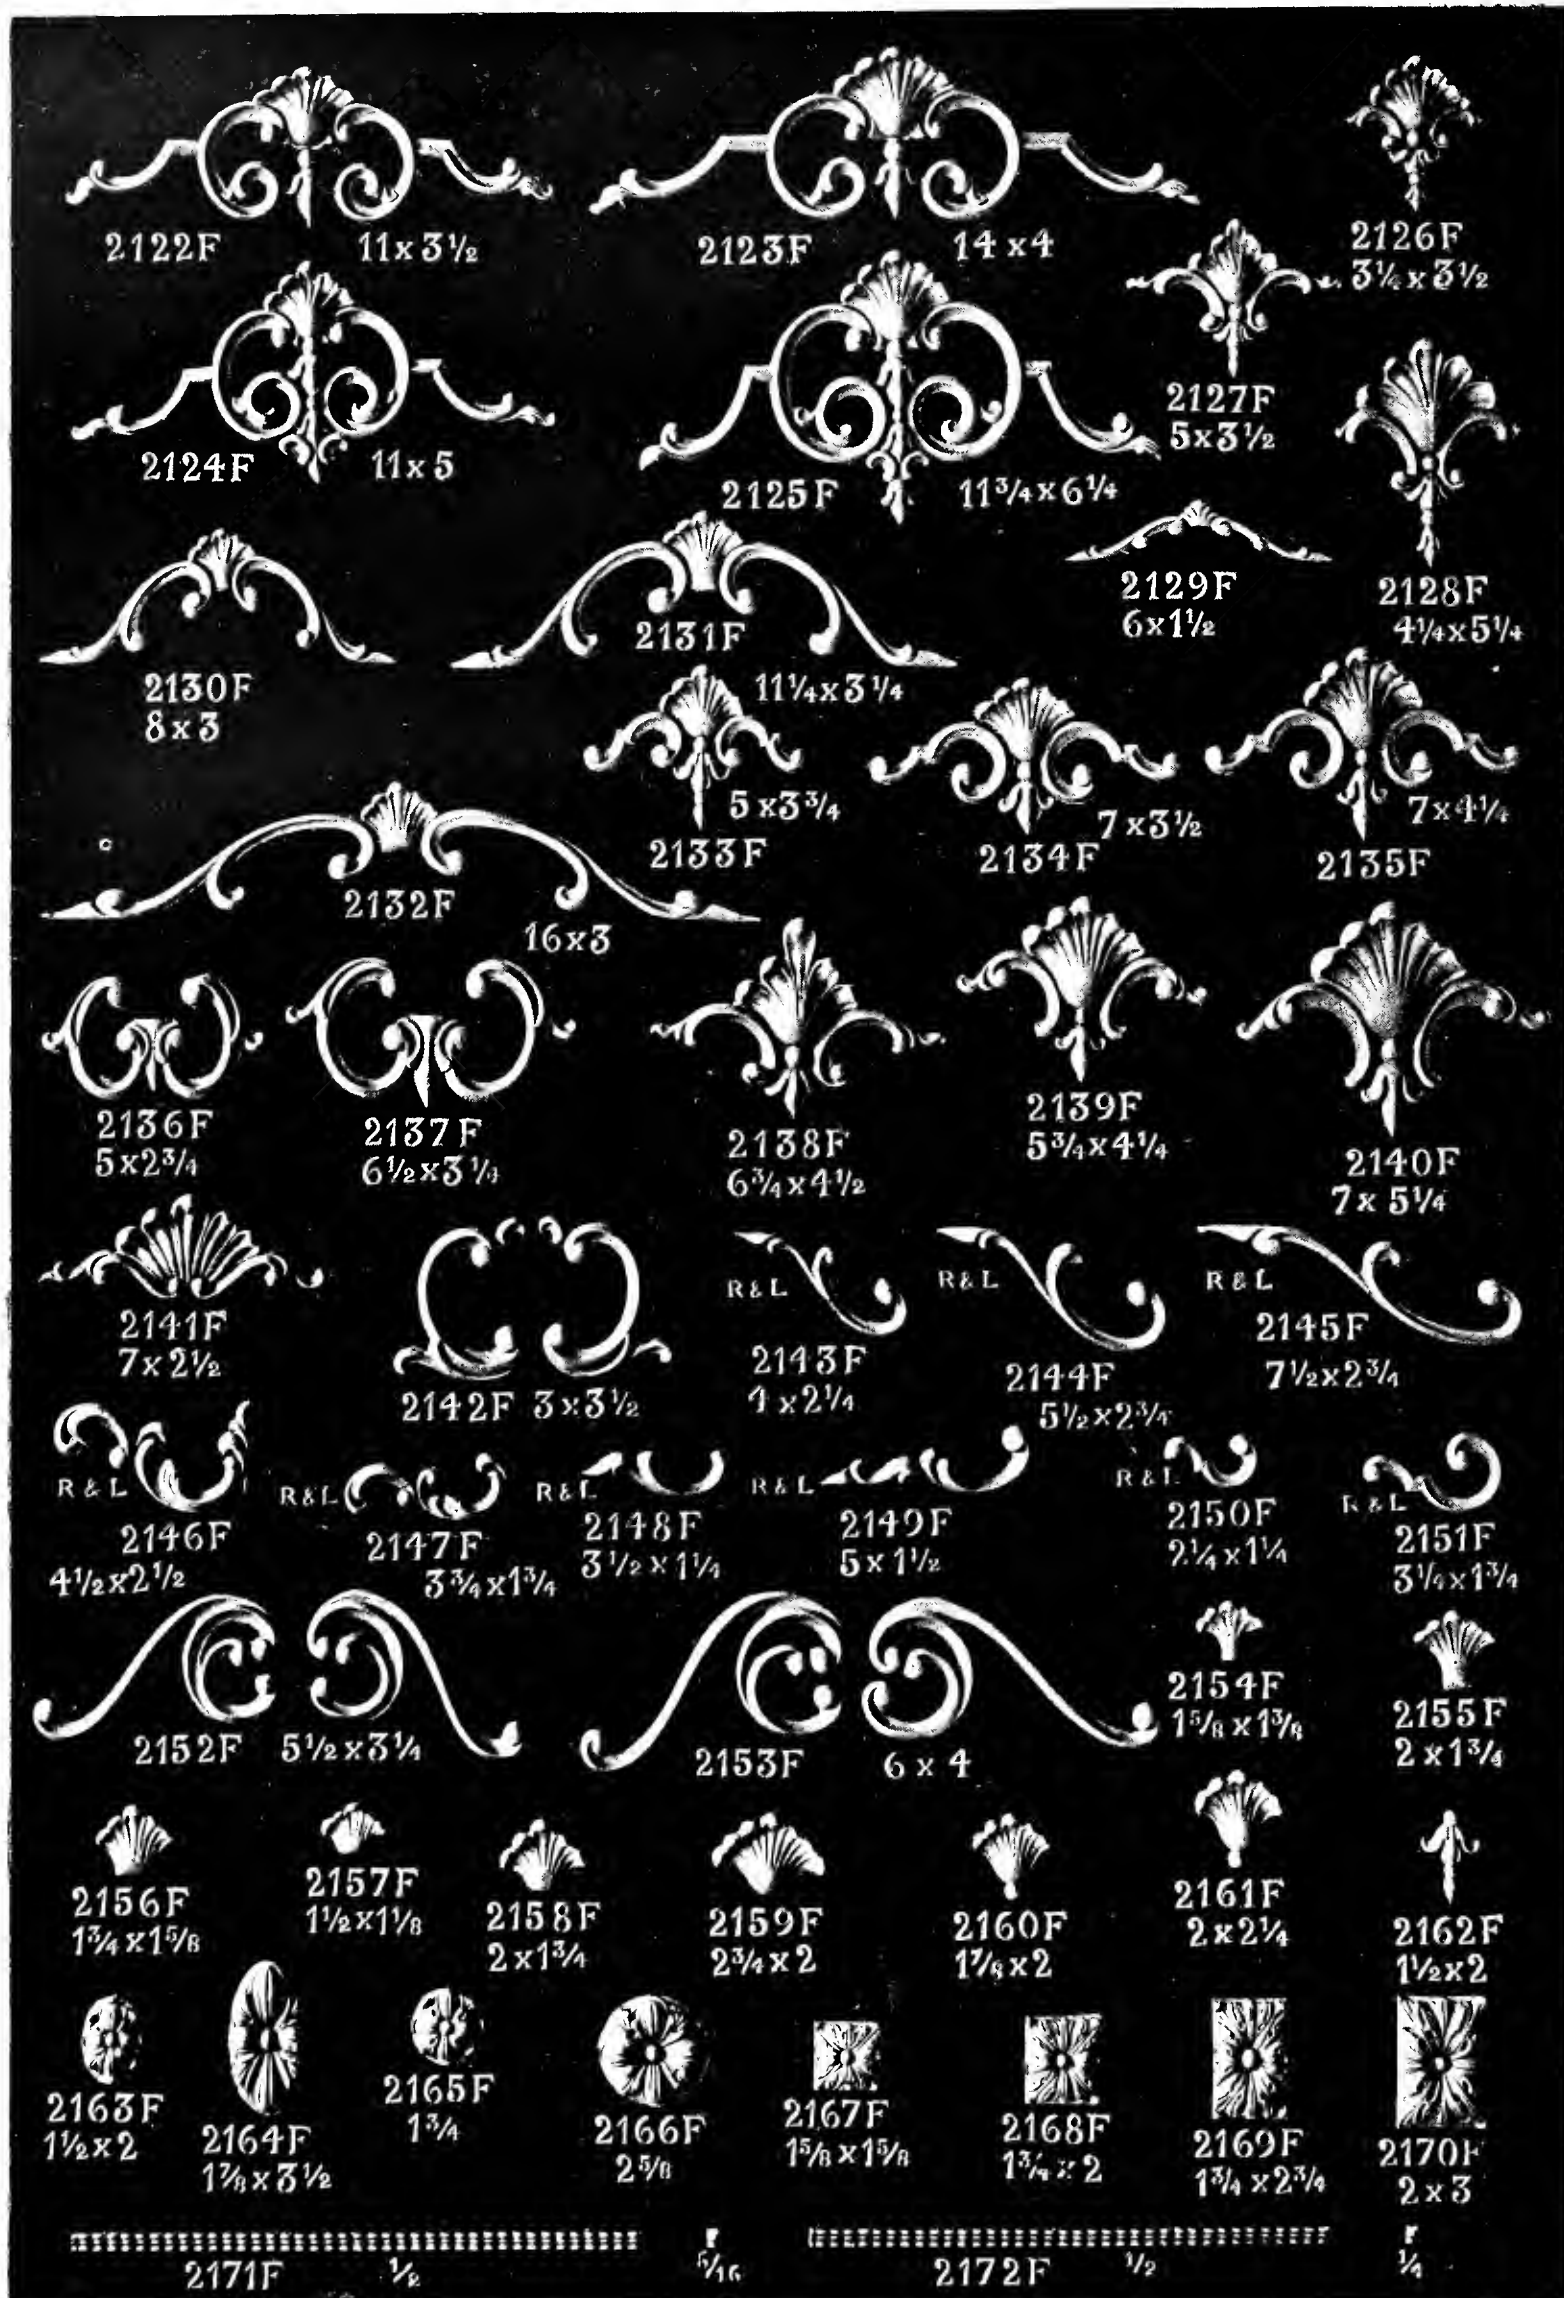 2122F 11x3½
2123F 14x4
2126F
3¼x3½
2124F 11x5
2125F 11¾x6¼
2127F
5x3½
2128F
4¼x5¼
2129F
6x1½
2130F
8x3
2131F
11¼x3¼
2132F
16x3
5x3¾
2133F
7x3½
2134F
7x4¼
2135F
2136F
5x2¾
2137F
6½x3¼
2138F
6¾x4½
2139F
5¾x4¼
2140F
7x5¼
2141F
7x2½
2142F 3x3½
R & L
2143F
4x2¼
R & L
2144F
5½x2¾
R & L
2145F
7½x2¾
R & L
2146F
4½x2½
R & L
2147F
3¾x1¾
R & L
2148F
3½x1¼
R & L
2149F
5x1½
R & L
2150F
2¼x1¼
R & L
2151F
3¼x1¾
2152F 5½x3¼
2153F 6x4
2154F
1⅝x1⅜
2155F
2x1¾
2156F
1¾x1⅝
2157F
1½x1⅛
2158F
2x1¾
2159F
2¾x2
2160F
1⅞x2
2161F
2x2¼
2162F
1½x2
2163F
1½x2
2164F
1⅞x3½
2165F
1¾
2166F
2⅝
2167F
1⅝x1⅝
2168F
1¾x2
2169F
1¾x2¾
2170F
2x3
2171F ½ 5/16
2172F ½ ¼